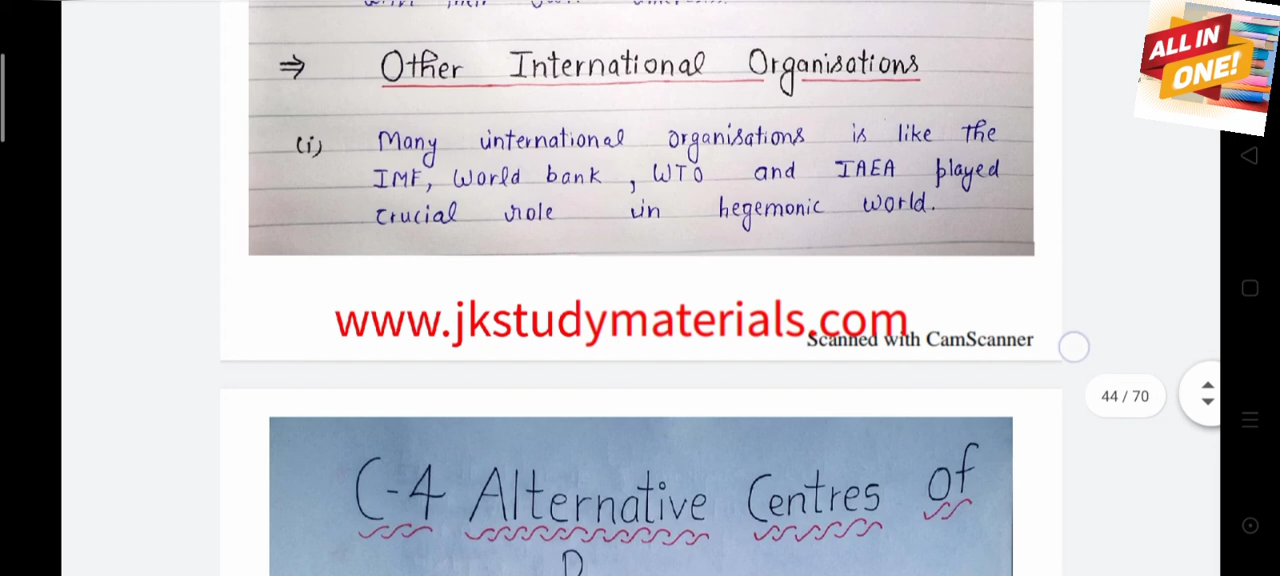 ⇒ Other International Organisations
(i) Many international organisations is like the
IMF, World bank, WTO and IAEA played
crucial role in hegemonic world.
www.jkstudymaterials.com
Scanned with CamScanner
44 / 70
C-4 Alternative Centres of
ALL IN
ONE!